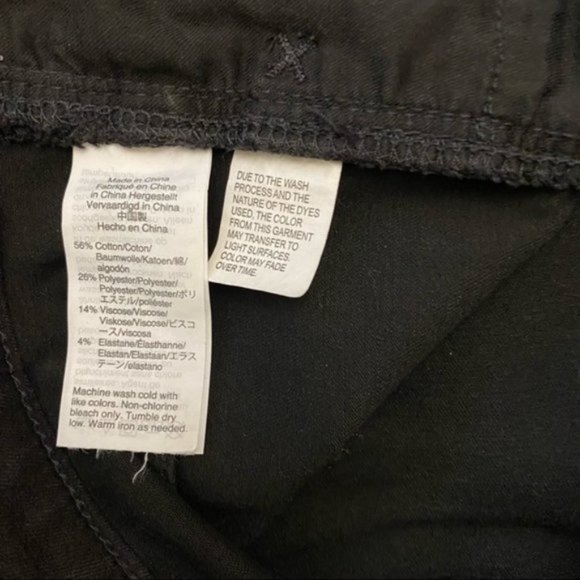 Made in China
Fabriqué en Chine
in China Hergestellt
Vervaardigd in China
中国製
Hecho en China
56% Cotton/Coton/
Baumwolle/Katoen/綿/
algodón
26% Polyester/Polyester/
Polyester/Polyester/ポリ
エステル/poliéster
14% Viscose/Viscose/
Viskose/Viscose/ビスコ
ース/viscosa
4% Elastane/Élasthanne/
Elastan/Elastaan/エラス
テーン/elastano
Machine wash cold with
like colors. Non-chlorine
bleach only. Tumble dry
low. Warm iron as needed.
DUE TO THE WASH
PROCESS AND THE
NATURE OF THE DYES
USED, THE COLOR
FROM THIS GARMENT
MAY TRANSFER TO
LIGHT SURFACES.
COLOR MAY FADE
OVER TIME.